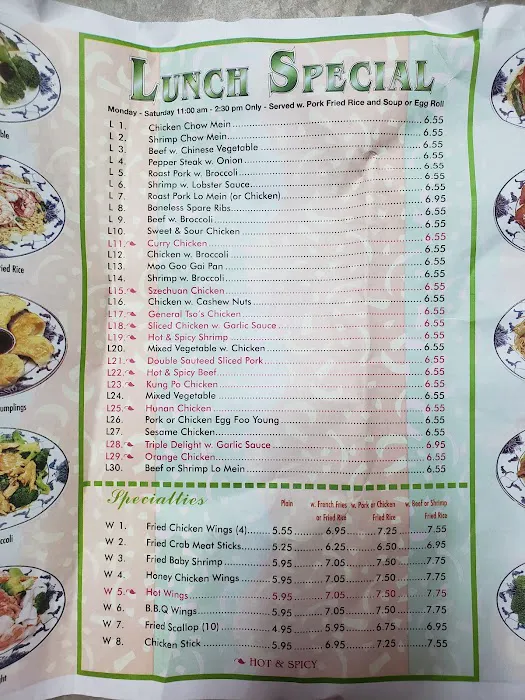 LUNCH SPECIAL
Monday - Saturday 11:00 am - 2:30 pm Only - Served w. Pork Fried Rice and Soup or Egg Roll
L 1. Chicken Chow Mein 6.55
L 2. Shrimp Chow Mein 6.55
L 3. Beef w. Chinese Vegetable 6.55
L 4. Pepper Steak w. Onion 6.55
L 5. Roast Pork w. Broccoli 6.55
L 6. Shrimp w. Lobster Sauce 6.55
L 7. Roast Pork Lo Mein (or Chicken) 6.55
L 8. Boneless Spare Ribs 6.95
L 9. Beef w. Broccoli 6.55
L10. Sweet & Sour Chicken 6.55
L11. Curry Chicken 6.55
L12. Chicken w. Broccoli 6.55
L13. Moo Goo Gai Pan 6.55
L14. Shrimp w. Broccoli 6.55
L15. Szechuan Chicken 6.55
L16. Chicken w. Cashew Nuts 6.55
L17. General Tso's Chicken 6.55
L18. Sliced Chicken w. Garlic Sauce 6.55
L19. Hot & Spicy Shrimp 6.55
L20. Mixed Vegetable w. Chicken 6.55
L21. Double Sauteed Sliced Pork 6.55
L22. Hot & Spicy Beef 6.55
L23. Kung Po Chicken 6.55
L24. Mixed Vegetable 6.55
L25. Hunan Chicken 6.55
L26. Pork or Chicken Egg Foo Young 6.55
L27. Sesame Chicken 6.55
L28. Triple Delight w. Garlic Sauce 6.95
L29. Orange Chicken 6.55
L30. Beef or Shrimp Lo Mein 6.55
Specialties
Plain w. French Fries w. Pork or Chicken w. Beef or Shrimp
or Fried Rice Fried Rice Fried Rice
W 1. Fried Chicken Wings (4) 5.55 6.95 7.25 7.55
W 2. Fried Crab Meat Sticks 5.25 6.25 6.50 6.95
W 3. Fried Baby Shrimp 5.95 7.05 7.50 7.75
W 4. Honey Chicken Wings 5.95 7.05 7.50 7.75
W 5. Hot Wings 5.95 7.05 7.50 7.75
W 6. B.B.Q Wings 5.95 7.05 7.50 7.75
W 7. Fried Scallop (10) 4.95 5.95 6.75 6.95
W 8. Chicken Stick 5.95 6.95 7.25 7.55
HOT & SPICY
ried Rice
umplings